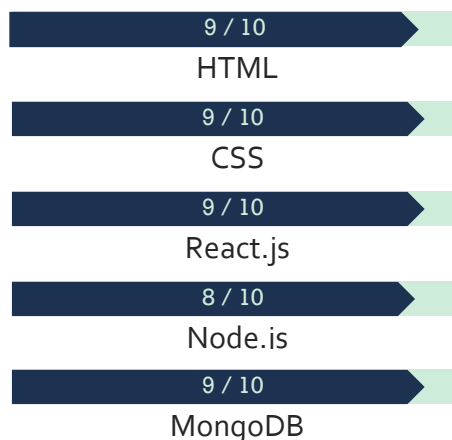 9 / 10
HTML
9 / 10
CSS
9 / 10
React.js
8 / 10
Node.is
9 / 10
MongoDB